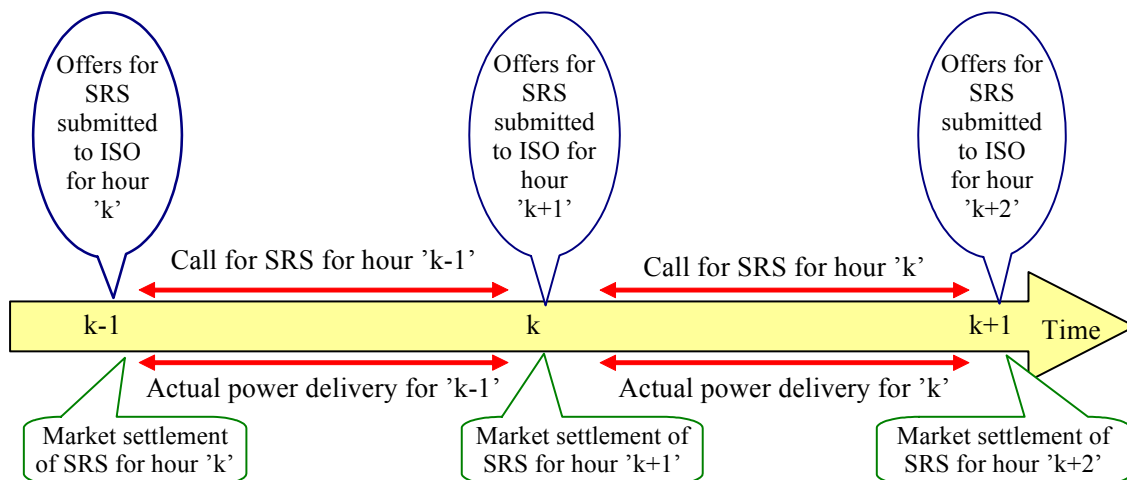 Offers for
SRS
submitted
to ISO
for hour
’k’
Offers for
SRS
submitted
to ISO for
hour
’k+1’
Offers for
SRS
submitted
to ISO
for hour
’k+2’
Call for SRS for hour ’k-1’
Call for SRS for hour ’k’
k-1
k
k+1
Time
Actual power delivery for ’k-1’
Actual power delivery for ’k’
Market settlement
of SRS for hour ’k’
Market settlement of
SRS for hour ’k+1’
Market settlement of
SRS for hour ’k+2’